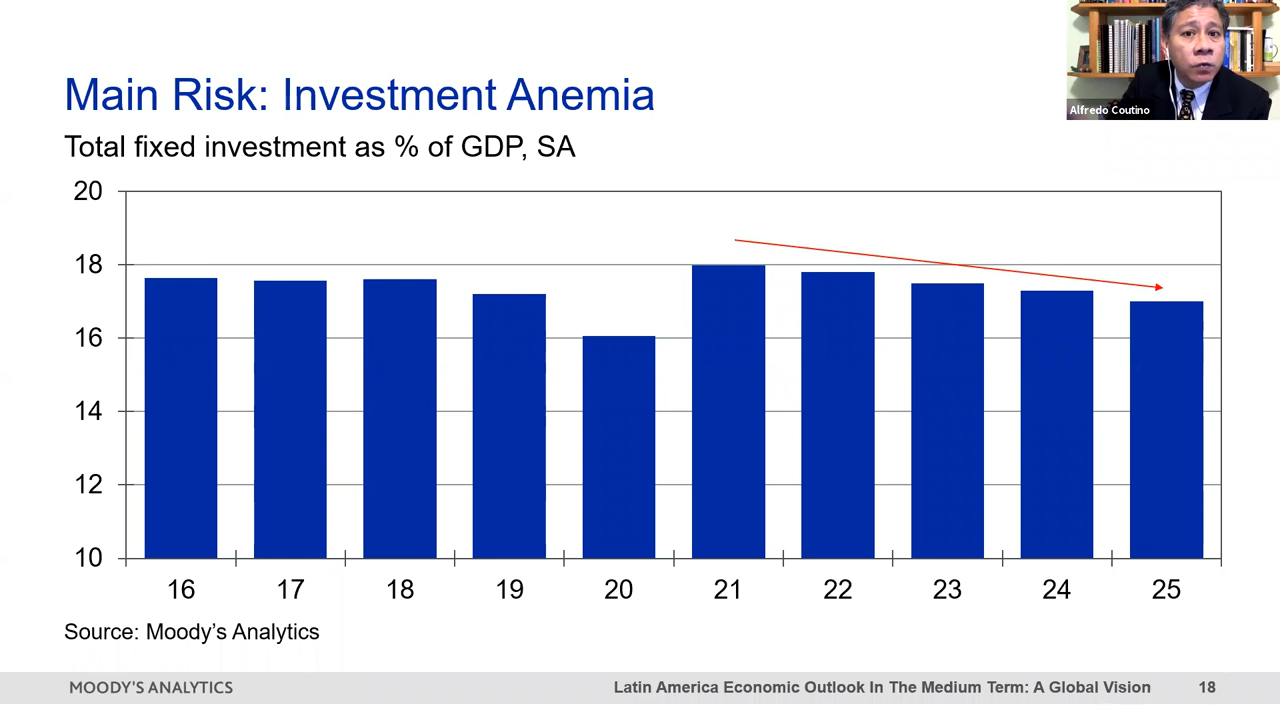 Alfredo Coutino
Main Risk: Investment Anemia
Total fixed investment as % of GDP, SA
20
18
16
14
12
10
16 17 18 19 20 21 22 23 24 25
Source: Moody's Analytics
MOODY'S ANALYTICS
Latin America Economic Outlook In The Medium Term: A Global Vision 18